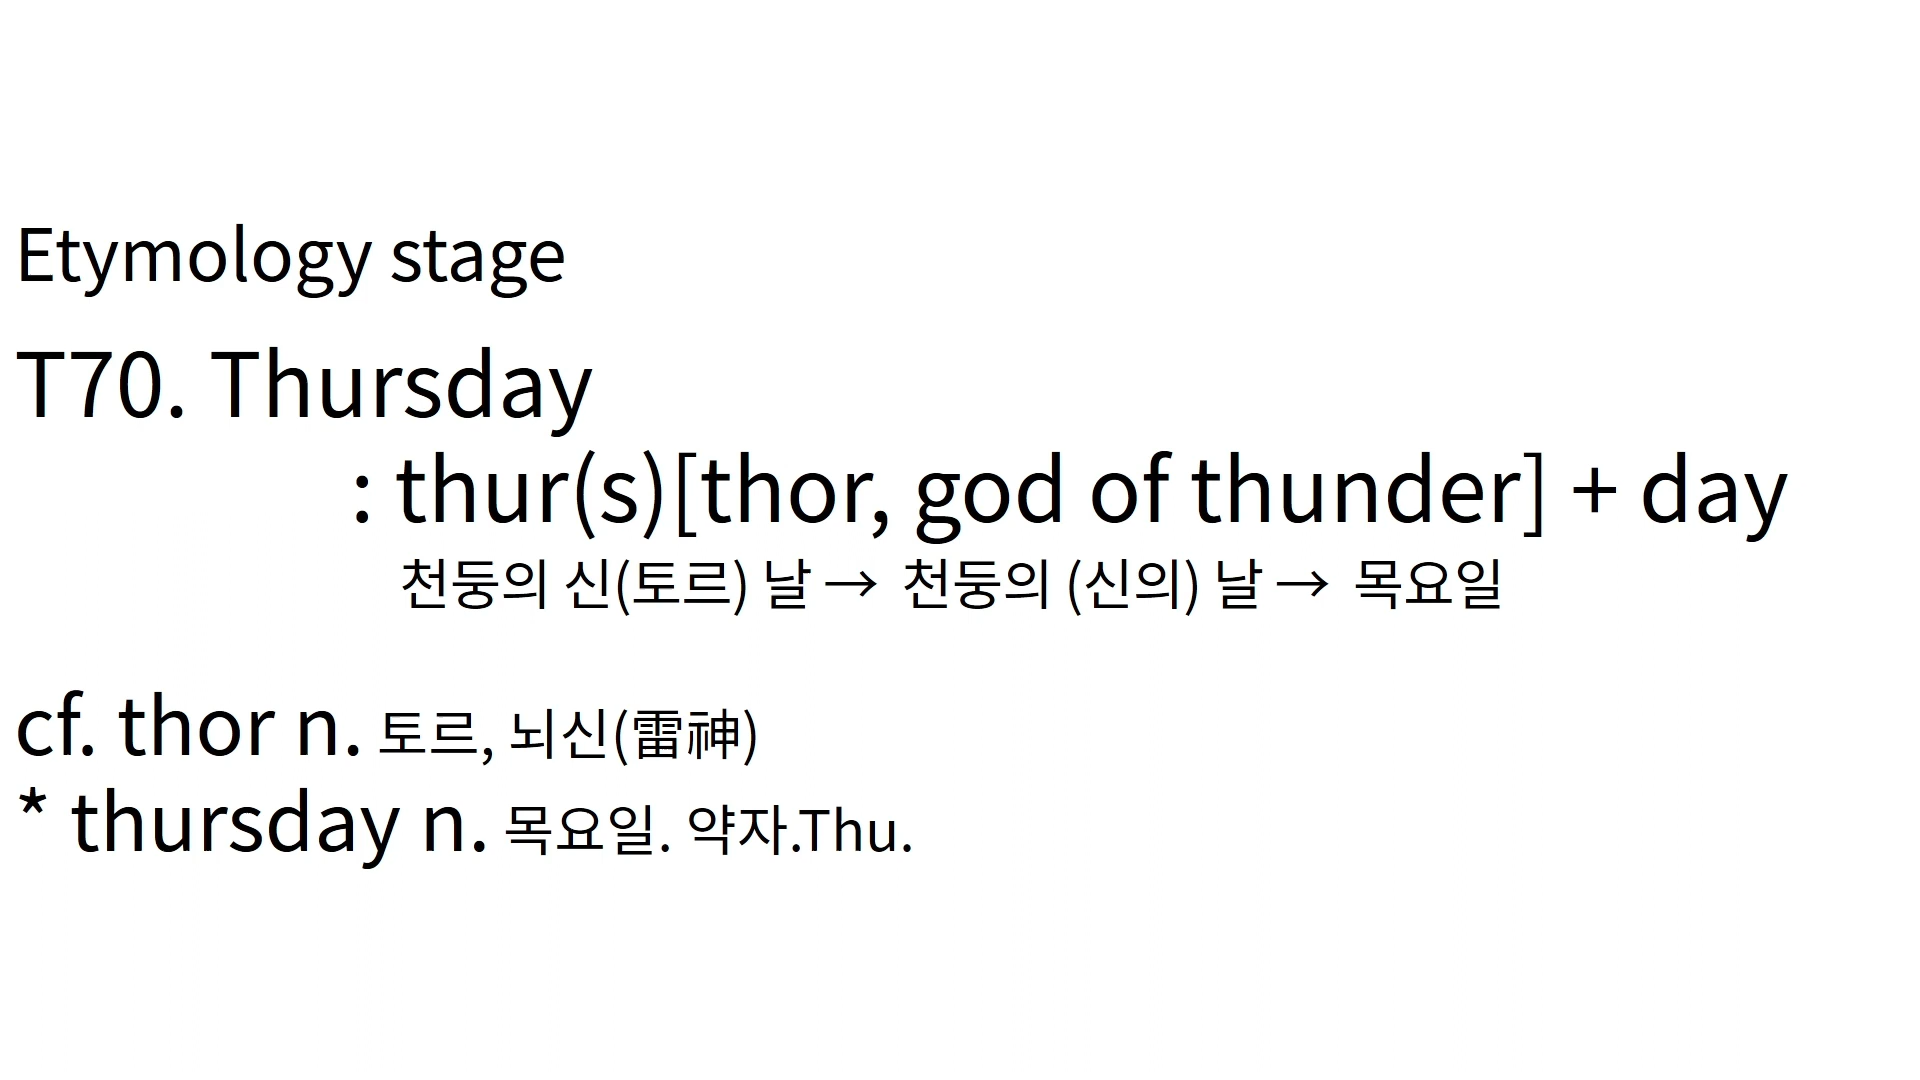 Etymology stage
T70. Thursday
: thur(s)[thor, god of thunder] + day
천둥의 신(토르) 날 → 천둥의 (신의) 날 → 목요일
cf. thor n. 토르, 뇌신(雷神)
* thursday n. 목요일. 약자.Thu.